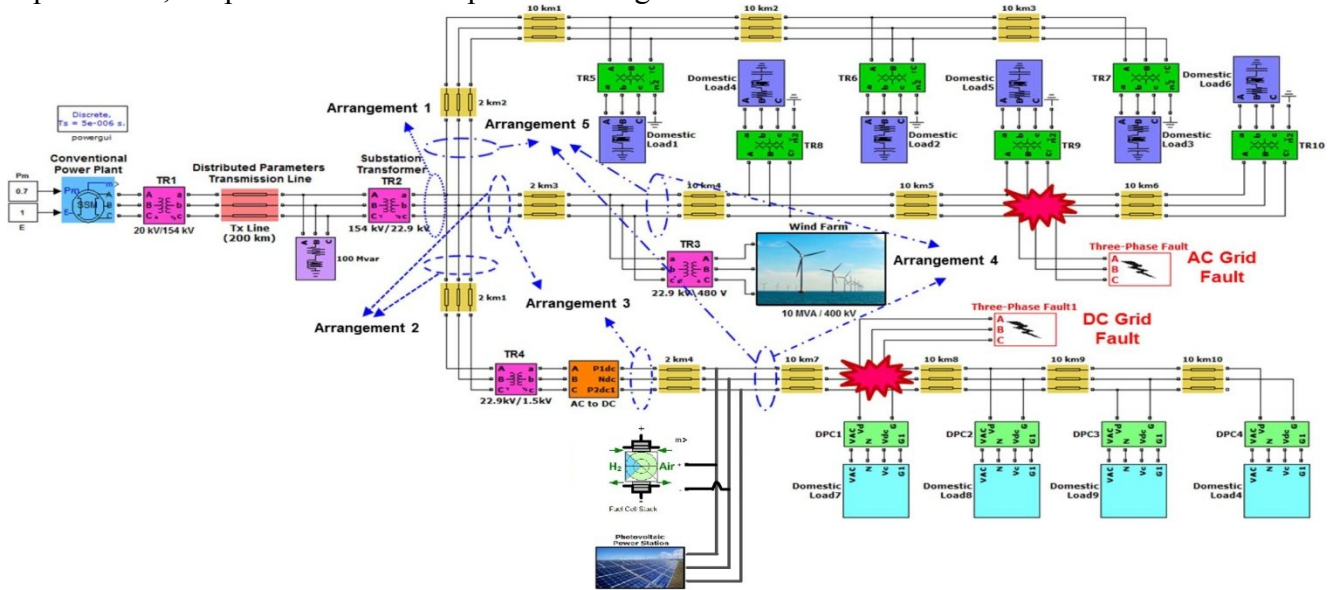 10 km1
10 km2
10 km3
Discrete,
Ts = 5e-006 s.
powergui
Arrangement 1
2 km2
Arrangement 5
TR5
Domestic
Load4
TR6
Domestic
Load5
TR7
Domestic
Load6
Domestic
Load1
TR8
Domestic
Load2
TR9
Domestic
Load3
TR10
Conventional
Power Plant
Distributed Parameters
Transmission Line
Substation
Transformer
TR2
Pm
0.7
1
E
TR1
SSM
20 kV/154 kV
Tx Line
(200 km)
154 kV/22.9 kV
100 Mvar
2 km3
10 km4
10 km5
10 km6
Wind Farm
TR3
22.9 kV/480 V
10 MVA / 400 kV
Arrangement 4
Three-Phase Fault
A
B
C
AC Grid
Fault
2 km1
Arrangement 2
Arrangement 3
Three-Phase Fault1
A
B
C
DC Grid
Fault
TR4
22.9kV/1.5kV
A P1dc
B Ndc
C P2dc1
AC to DC
2 km4
10 km7
10 km8
10 km9
10 km10
DPC1
DPC2
DPC3
DPC4
Domestic
Load7
Domestic
Load8
Domestic
Load9
Domestic
Load4
m>
H2 Air
Fuel Cell Stack
Photovolteic
Power Station